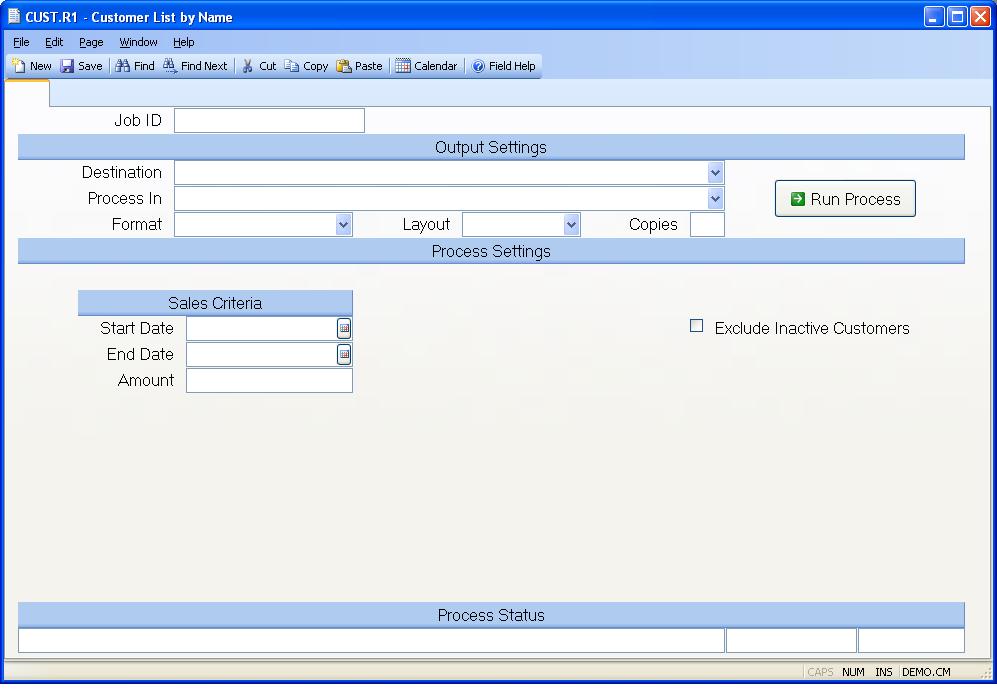 CUST.R1 - Customer List by Name
File Edit Page Window Help
New Save Find Find Next Cut Copy Paste Calendar Field Help
Job ID
Output Settings
Destination
Process In
Run Process
Format Layout Copies
Process Settings
Sales Criteria
Start Date
Exclude Inactive Customers
End Date
Amount
Process Status
CAPS NUM INS DEMO.CM